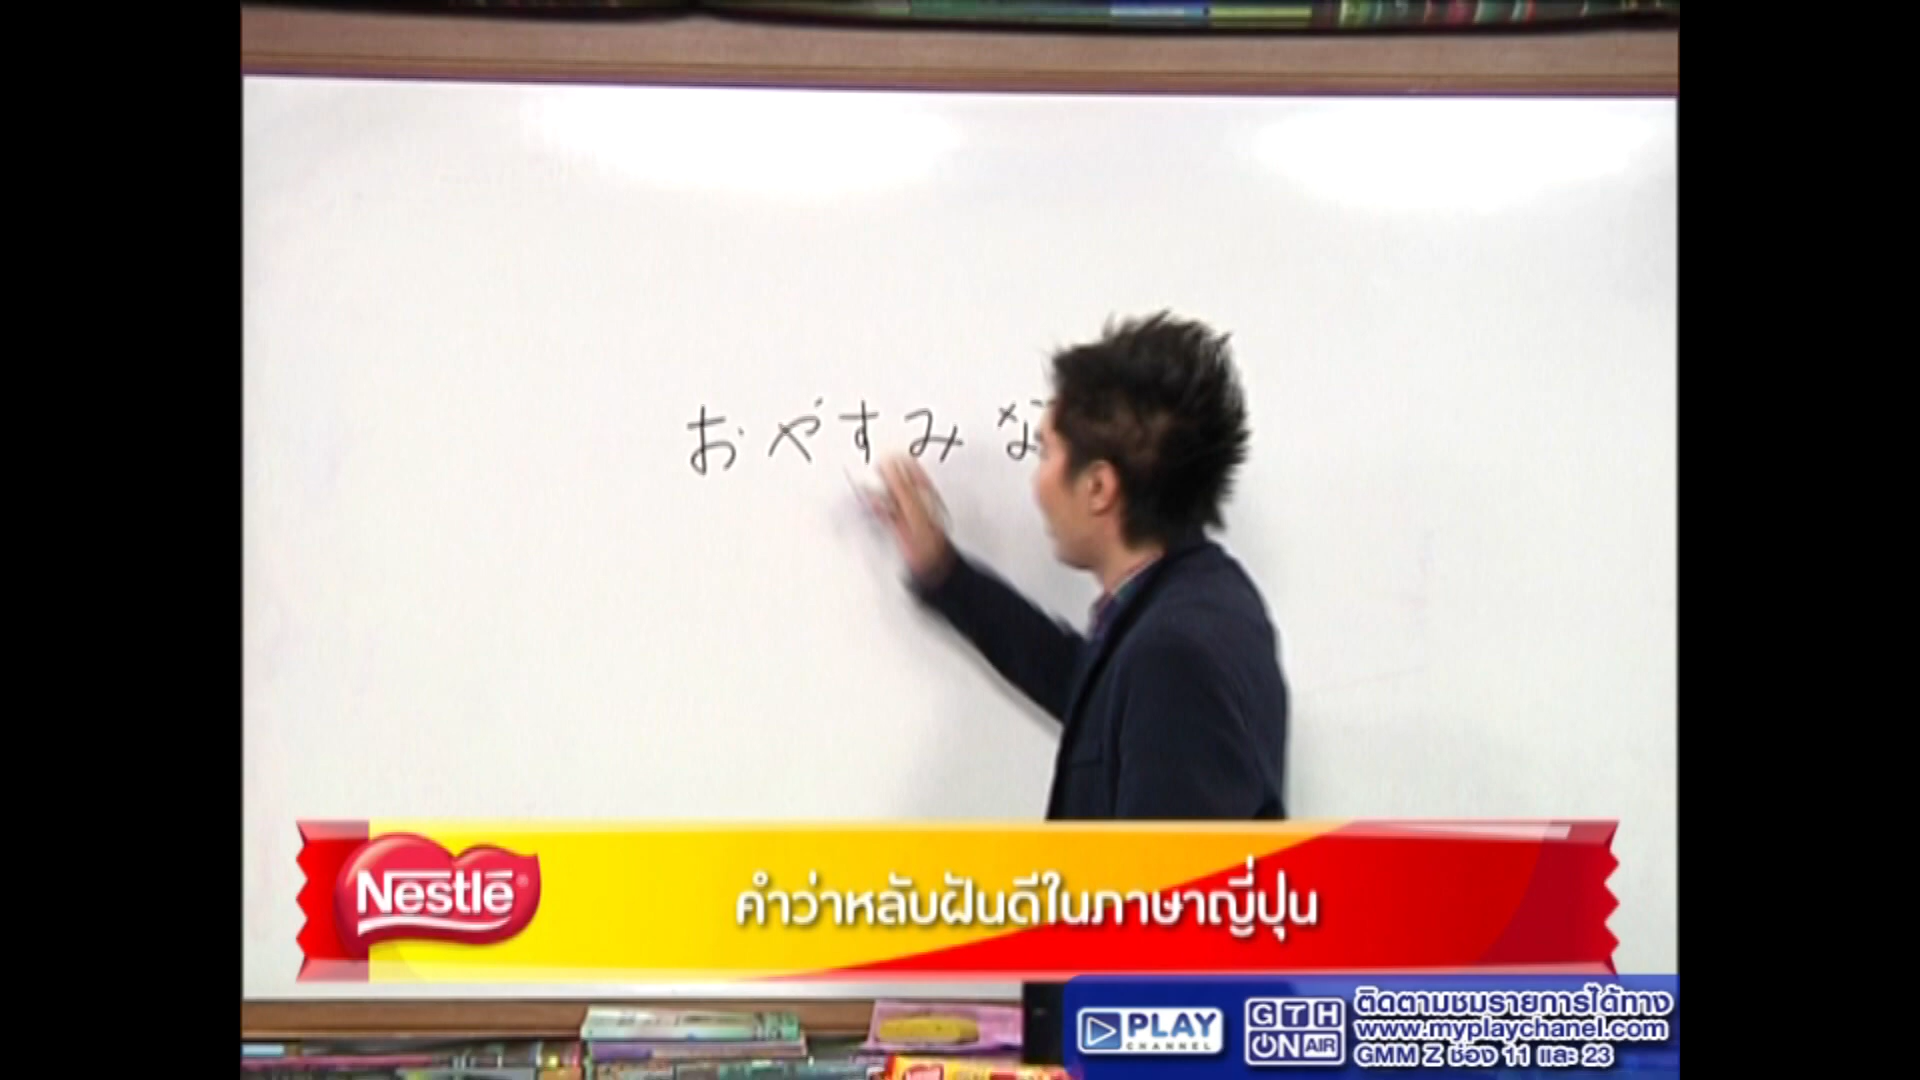 おやすみな
Nestlé
คำว่าหลับฝันดีในภาษาญี่ปุ่น
PLAY
CHANNEL
GTH
ON AIR
ติดตามชมรายการได้ทาง
www.myplaychanel.com
GMM Z ช่อง 11 และ 23